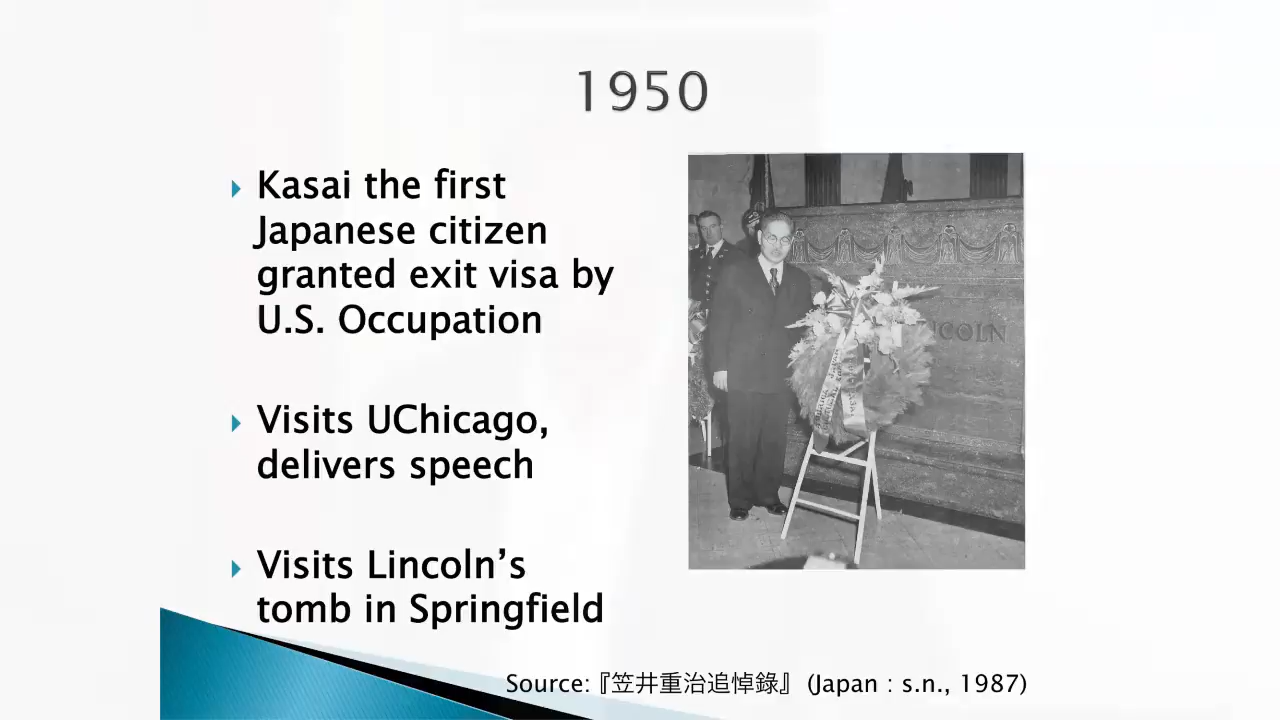 1950
Kasai the first
Japanese citizen
granted exit visa by
U.S. Occupation
Visits UChicago,
delivers speech
Visits Lincoln’s
tomb in Springfield
NCOLN
Source:『笠井重治追悼錄』 (Japan : s.n., 1987)